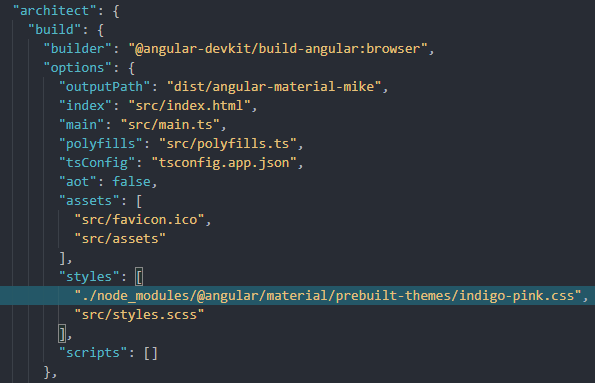 "architect": {
"build": {
"builder": "@angular-devkit/build-angular:browser",
"options": {
"outputPath": "dist/angular-material-mike",
"index": "src/index.html",
"main": "src/main.ts",
"polyfills": "src/polyfills.ts",
"tsConfig": "tsconfig.app.json",
"aot": false,
"assets": [
"src/favicon.ico",
"src/assets"
],
"styles": [
"./node_modules/@angular/material/prebuilt-themes/indigo-pink.css",
"src/styles.scss"
],
"scripts": []
},